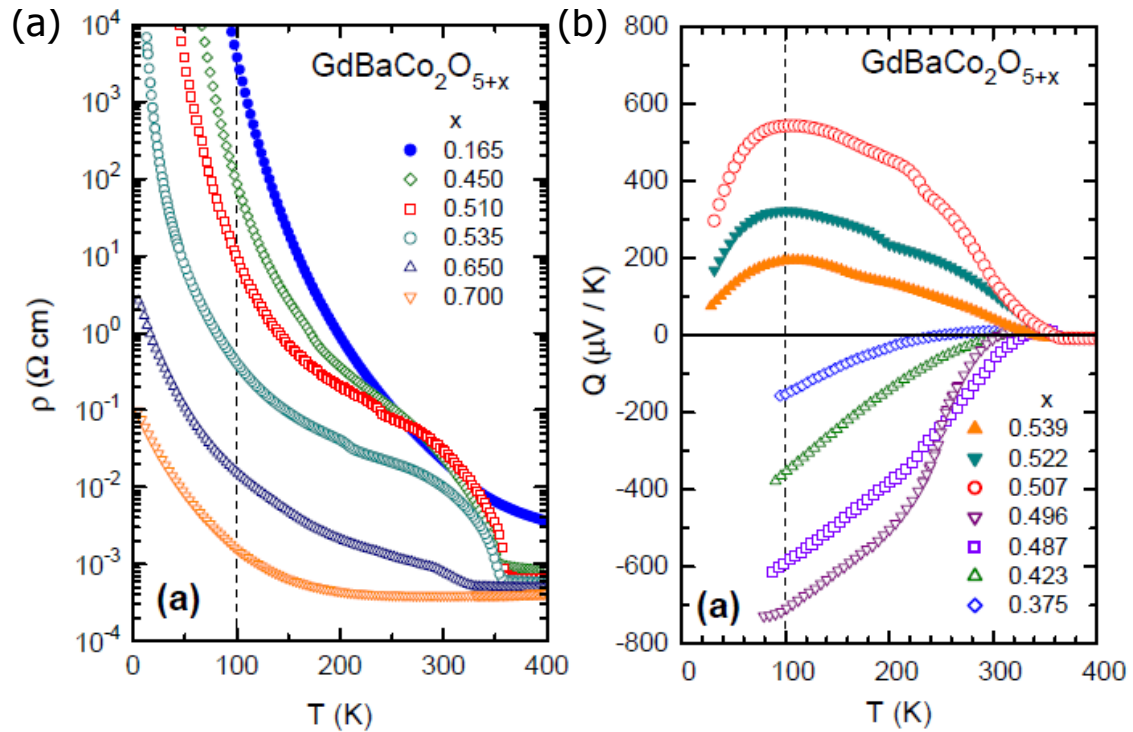 (a)
GdBaCo2O5+x
x
0.165
0.450
0.510
0.535
0.650
0.700
ρ (Ω cm)
10^4
10^3
10^2
10^1
10^0
10^-1
10^-2
10^-3
10^-4
(a)
0 100 200 300 400
T (K)
(b)
GdBaCo2O5+x
Q (μV / K)
800
600
400
200
0
-200
-400
-600
-800
x
0.539
0.522
0.507
0.496
0.487
0.423
0.375
(a)
0 100 200 300 400
T (K)